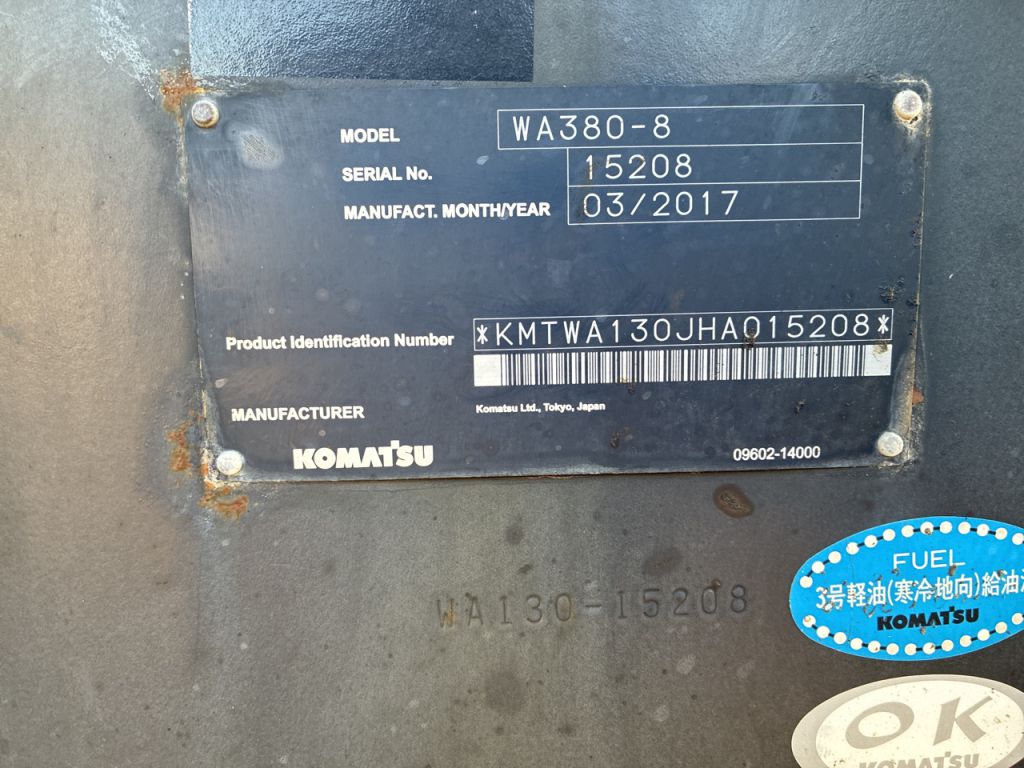 MODEL WA380-8
SERIAL No. 15208
MANUFACT. MONTH/YEAR 03/2017
Product Identification Number *KMTWA130JHA015208*
MANUFACTURER Komatsu Ltd., Tokyo, Japan
KOMATSU 09602-14000
WA130-15208
FUEL
3号軽油(寒冷地向)給油
KOMATSU
OK
KOMATSU